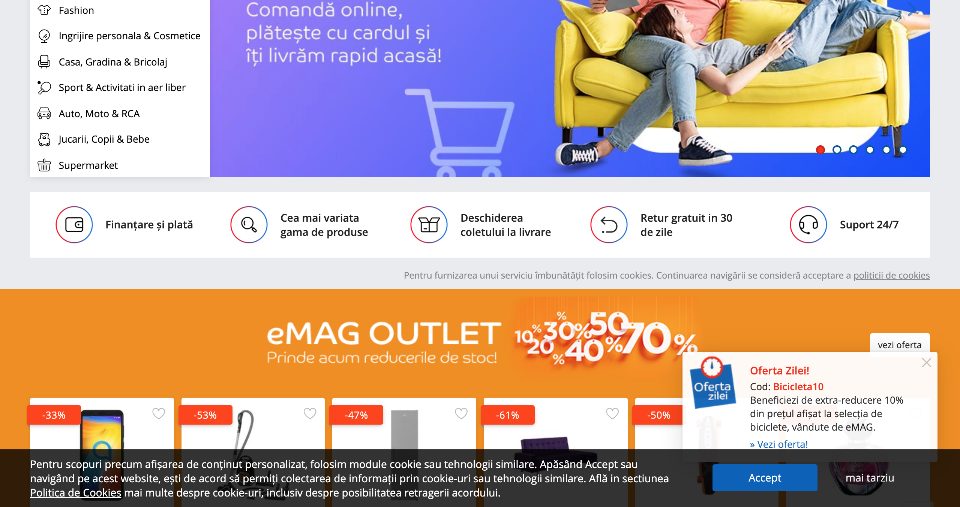 Fashion
Ingrijire personala & Cosmetice
Casa, Gradina & Bricolaj
Sport & Activitati in aer liber
Auto, Moto & RCA
Jucarii, Copii & Bebe
Supermarket
Comandă online,
plătește cu cardul și
îți livrăm rapid acasă!
Finanțare și plată
Cea mai variata
gama de produse
Deschiderea
coletului la livrare
Retur gratuit in 30
de zile
Suport 24/7
Pentru furnizarea unui serviciu îmbunătățit folosim cookies. Continuarea navigării se consideră acceptare a politicii de cookies
eMAG OUTLET
Prinde acum reducerile de stoc!
10% 20% 30% 40% 50% 70%
vezi oferta
Oferta
zilei
Oferta Zilei!
Cod: Bicicleta10
Beneficiezi de extra-reducere 10%
din prețul afișat la selecția de
biciclete, vândute de eMAG.
» Vezi oferta!
-33%
-53%
-47%
-61%
-50%
Pentru scopuri precum afișarea de conținut personalizat, folosim module cookie sau tehnologii similare. Apăsând Accept sau
navigând pe acest website, ești de acord să permiți colectarea de informații prin cookie-uri sau tehnologii similare. Află in sectiunea
Politica de Cookies mai multe despre cookie-uri, inclusiv despre posibilitatea retragerii acordului.
Accept
mai tarziu